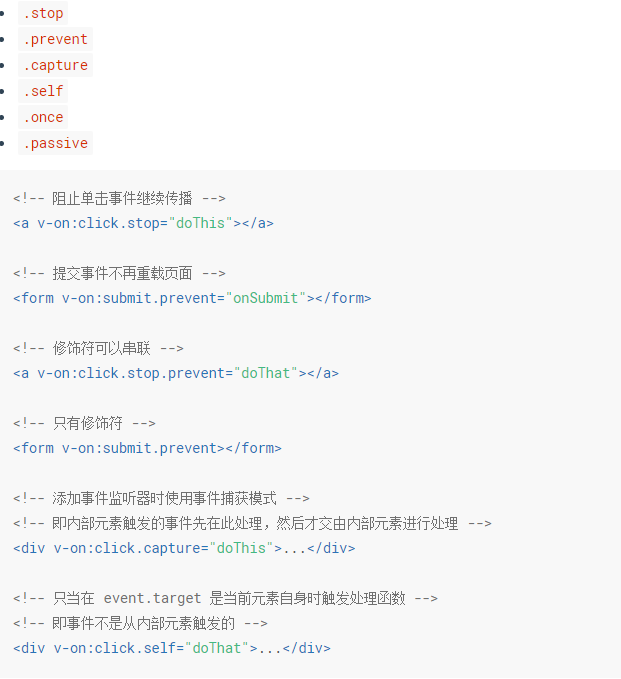 .stop
.prevent
.capture
.self
.once
.passive
<!-- 阻止单击事件继续传播 -->
<a v-on:click.stop="doThis"></a>
<!-- 提交事件不再重载页面 -->
<form v-on:submit.prevent="onSubmit"></form>
<!-- 修饰符可以串联 -->
<a v-on:click.stop.prevent="doThat"></a>
<!-- 只有修饰符 -->
<form v-on:submit.prevent></form>
<!-- 添加事件监听器时使用事件捕获模式 -->
<!-- 即内部元素触发的事件先在此处理，然后才交由内部元素进行处理 -->
<div v-on:click.capture="doThis">...</div>
<!-- 只当在 event.target 是当前元素自身时触发处理函数 -->
<!-- 即事件不是从内部元素触发的 -->
<div v-on:click.self="doThat">...</div>